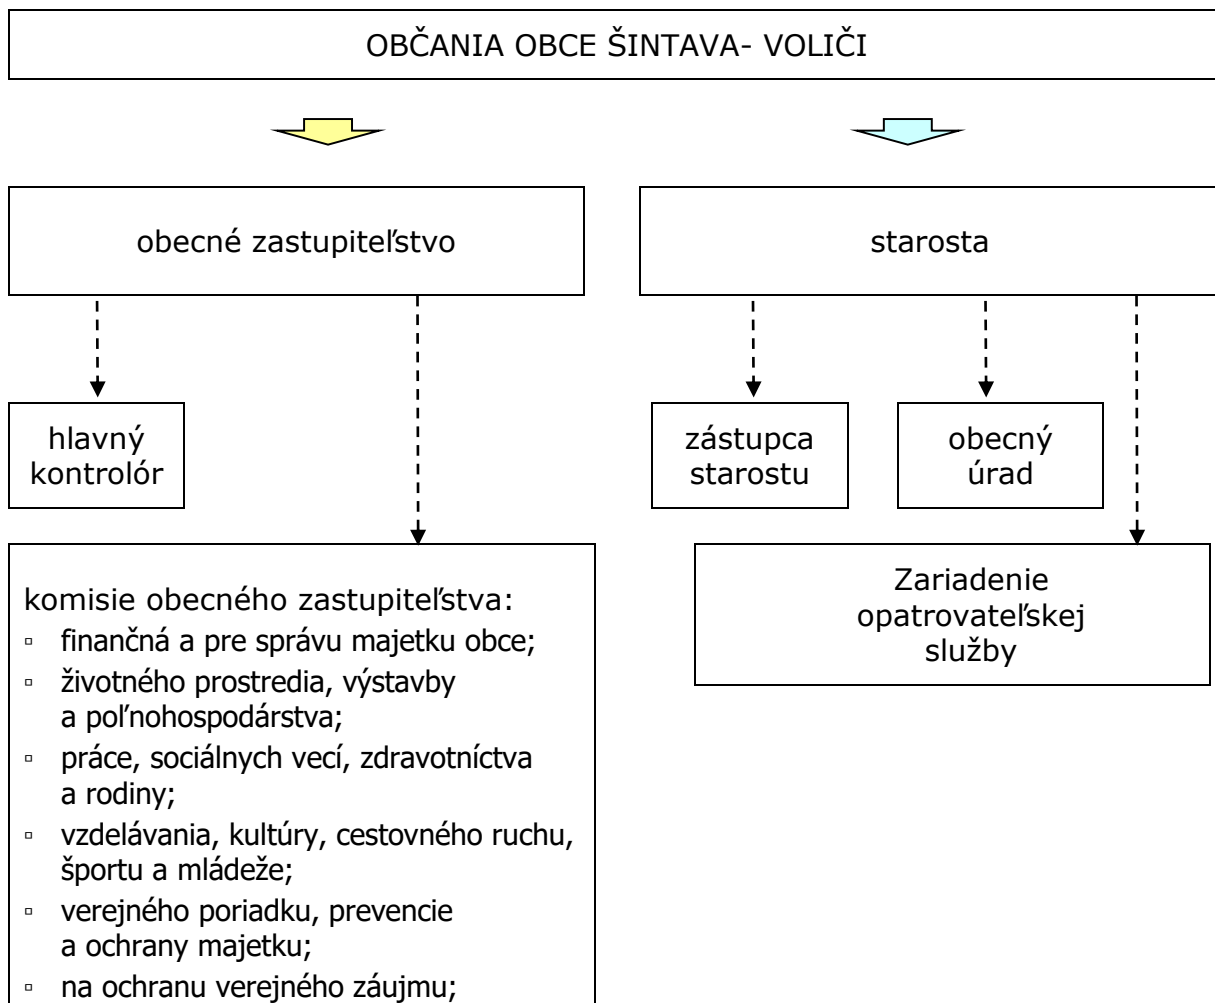 OBČANIA OBCE ŠINTAVA- VOLIČI
obecné zastupiteľstvo
starosta
hlavný
kontrolór
zástupca
starostu
obecný
úrad
komisie obecného zastupiteľstva:
▫ finančná a pre správu majetku obce;
▫ životného prostredia, výstavby
a poľnohospodárstva;
▫ práce, sociálnych vecí, zdravotníctva
a rodiny;
▫ vzdelávania, kultúry, cestovného ruchu,
športu a mládeže;
▫ verejného poriadku, prevencie
a ochrany majetku;
▫ na ochranu verejného záujmu;
Zariadenie
opatrovateľskej
služby